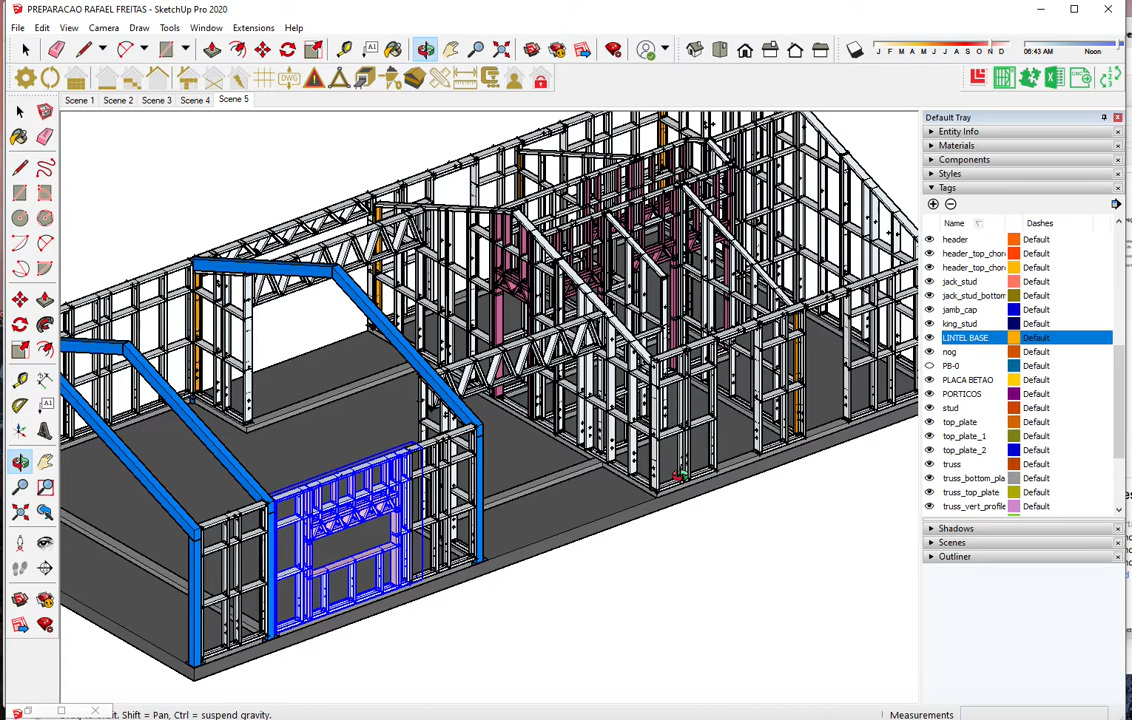 PREPARACAO RAFAEL FREITAS - SketchUp Pro 2020
File Edit View Camera Draw Tools Window Extensions Help
J F M A M J J A S O N D 06:43 AM Noon
Scene 1 Scene 2 Scene 3 Scene 4 Scene 5
Default Tray
Entity Info
Materials
Components
Styles
Tags
Name Dashes
header Default
header_top_chor Default
header_top_cho Default
jack_stud Default
jack_stud_bottom Default
jamb_cap Default
king_stud Default
LINTEL BASE Default
nog Default
PB-0 Default
PLACA BETAO Default
PORTICOS Default
stud Default
top_plate Default
top_plate_1 Default
top_plate_2 Default
truss Default
truss_bottom_pla Default
truss_top_plate Default
truss_vert_profile Default
Shadows
Scenes
Outliner
Shift = Pan, Ctrl = suspend gravity.
Measurements